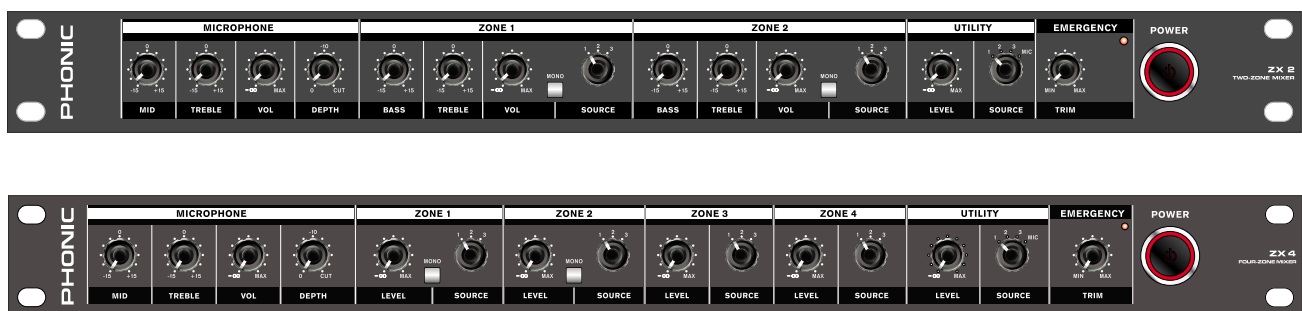 PHONIC
MICROPHONE ZONE 1 ZONE 2 UTILITY EMERGENCY
POWER
0 0 -10 0 0 1 2 3 0 0 1 2 3 1 2 3 MIC
MONO MONO
-15 +15 -15 +15 -∞ MAX 0 CUT -15 +15 -15 +15 -∞ MAX -15 +15 -15 +15 -∞ MAX -∞ MAX MIN MAX
MID TREBLE VOL DEPTH BASS TREBLE VOL SOURCE BASS TREBLE VOL SOURCE LEVEL SOURCE TRIM
ZX 2
TWO-ZONE MIXER
PHONIC
MICROPHONE ZONE 1 ZONE 2 ZONE 3 ZONE 4 UTILITY EMERGENCY
POWER
0 0 -10 1 2 3 1 2 3 1 2 3 1 2 3 1 2 3 MIC
MONO MONO
-15 +15 -15 +15 -∞ MAX 0 CUT -∞ MAX -∞ MAX -∞ MAX -∞ MAX -∞ MAX MIN MAX
MID TREBLE VOL DEPTH LEVEL SOURCE LEVEL SOURCE LEVEL SOURCE LEVEL SOURCE LEVEL SOURCE TRIM
ZX 4
FOUR-ZONE MIXER